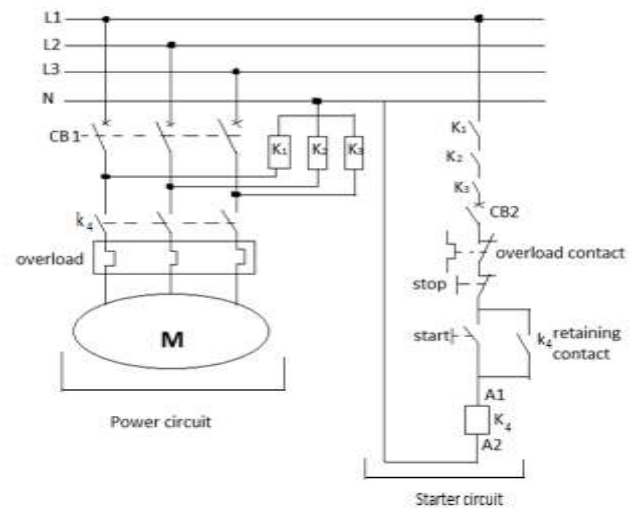 L1
L2
L3
N
CB1
K₁
K₂
K₃
K₁
K₂
K₃
CB2
k₄
overload
overload contact
stop
M
start
k₄ retaining
contact
A1
K₄
A2
Power circuit
Starter circuit